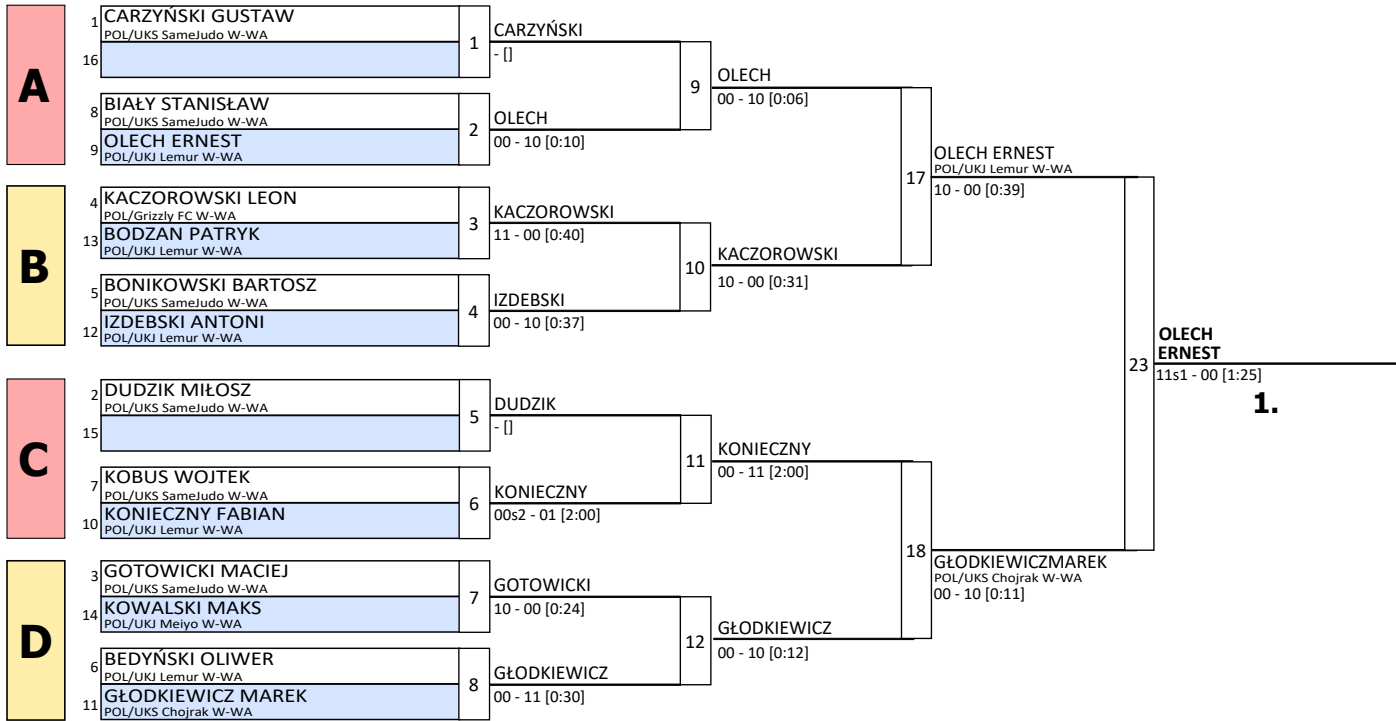 A
1 CARZYŃSKI GUSTAW
POL/UKS SameJudo W-WA
16
1
8 BIAŁY STANISŁAW
POL/UKS SameJudo W-WA
9 OLECH ERNEST
POL/UKJ Lemur W-WA
2
B
4 KACZOROWSKI LEON
POL/Grizzly FC W-WA
13 BODZAN PATRYK
POL/UKJ Lemur W-WA
3
5 BONIKOWSKI BARTOSZ
POL/UKS SameJudo W-WA
12 IZDEBSKI ANTONI
POL/UKJ Lemur W-WA
4
C
2 DUDZIK MIŁOSZ
POL/UKS SameJudo W-WA
15
5
7 KOBUS WOJTEK
POL/UKS SameJudo W-WA
10 KONIECZNY FABIAN
POL/UKJ Lemur W-WA
6
D
3 GOTOWICKI MACIEJ
POL/UKS SameJudo W-WA
14 KOWALSKI MAKS
POL/UKJ Meiyo W-WA
7
6 BEDYŃSKI OLIWER
POL/UKJ Lemur W-WA
11 GŁODKIEWICZ MAREK
POL/UKS Chojrak W-WA
8
CARZYŃSKI
- []
OLECH
00 - 10 [0:10]
9
KACZOROWSKI
11 - 00 [0:40]
IZDEBSKI
00 - 10 [0:37]
10
DUDZIK
- []
KONIECZNY
00s2 - 01 [2:00]
11
GOTOWICKI
10 - 00 [0:24]
GŁODKIEWICZ
00 - 11 [0:30]
12
OLECH
00 - 10 [0:06]
KACZOROWSKI
10 - 00 [0:31]
17
KONIECZNY
00 - 11 [2:00]
GŁODKIEWICZ
00 - 10 [0:12]
18
OLECH ERNEST
POL/UKJ Lemur W-WA
10 - 00 [0:39]
GŁODKIEWICZMAREK
POL/UKS Chojrak W-WA
00 - 10 [0:11]
23
OLECH
ERNEST
11s1 - 00 [1:25]
1.